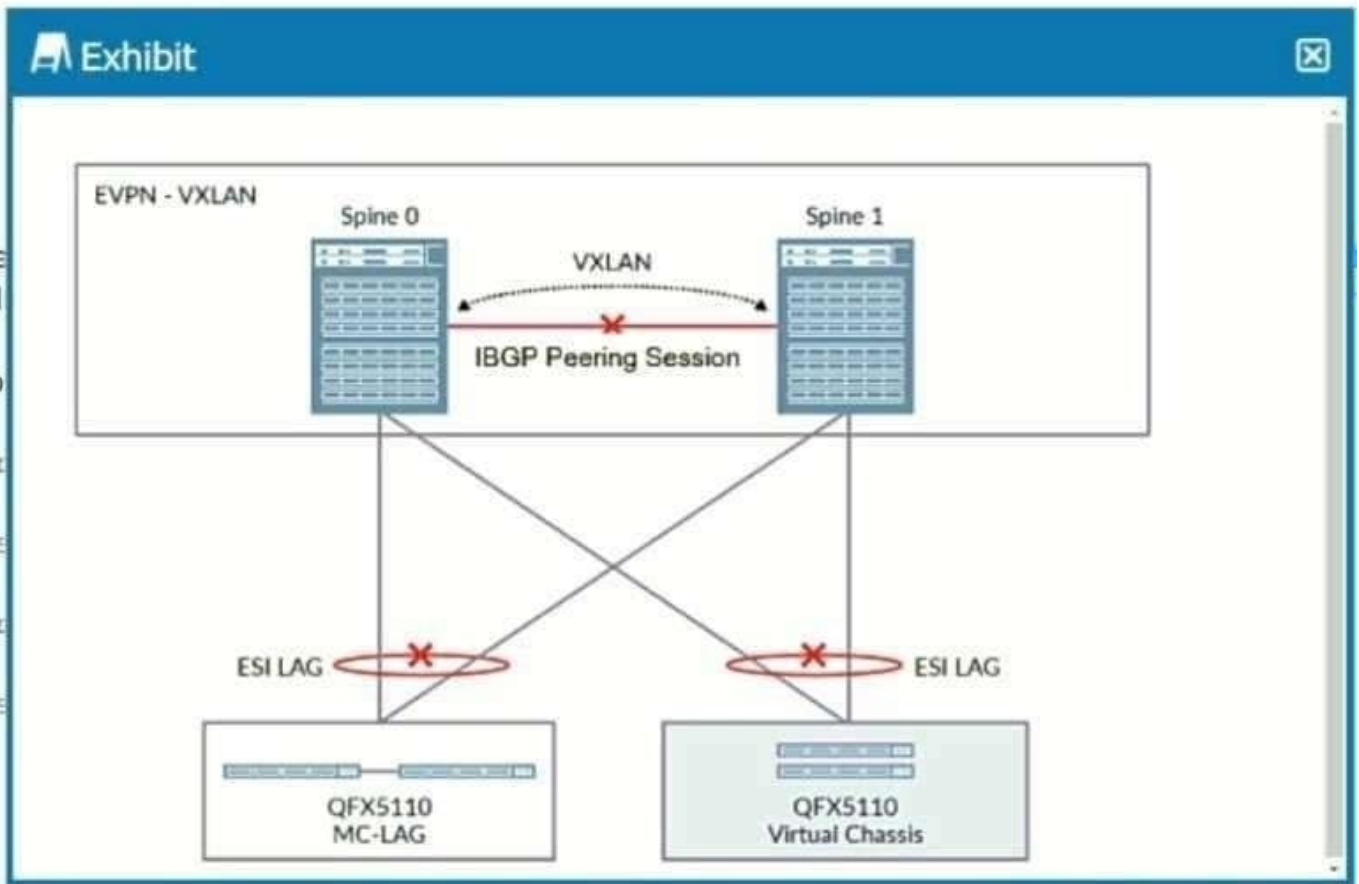 Exhibit
EVPN - VXLAN
Spine 0
Spine 1
VXLAN
IBGP Peering Session
ESI LAG
ESI LAG
QFX5110
MC-LAG
QFX5110
Virtual Chassis